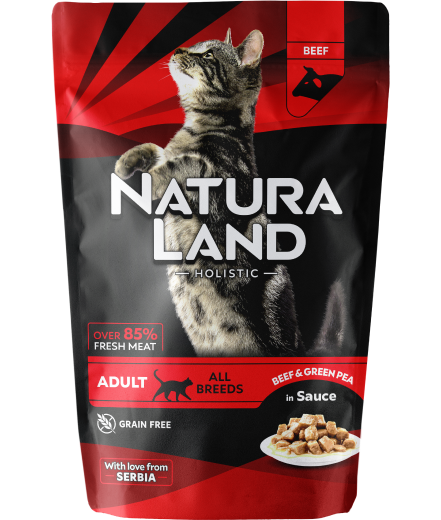 BEEF
NATURA
LAND
HOLISTIC
OVER 85%
FRESH MEAT
ADULT
ALL
BREEDS
BEEF & GREEN PEA
in Sauce
GRAIN FREE
With love from
SERBIA